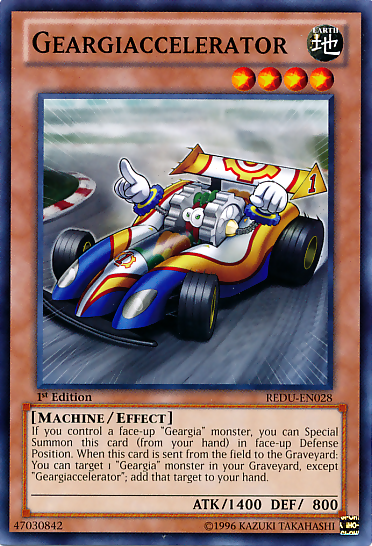 GEARGIACCELERATOR
EARTH
地
1
1st Edition
REDU-EN028
[MACHINE / EFFECT]
If you control a face-up "Geargia" monster, you can Special
Summon this card (from your hand) in face-up Defense
Position. When this card is sent from the field to the Graveyard:
You can target 1 "Geargia" monster in your Graveyard, except
"Geargiaccelerator"; add that target to your hand.
ATK/1400 DEF/ 800
47030842
©1996 KAZUKI TAKAHASHI